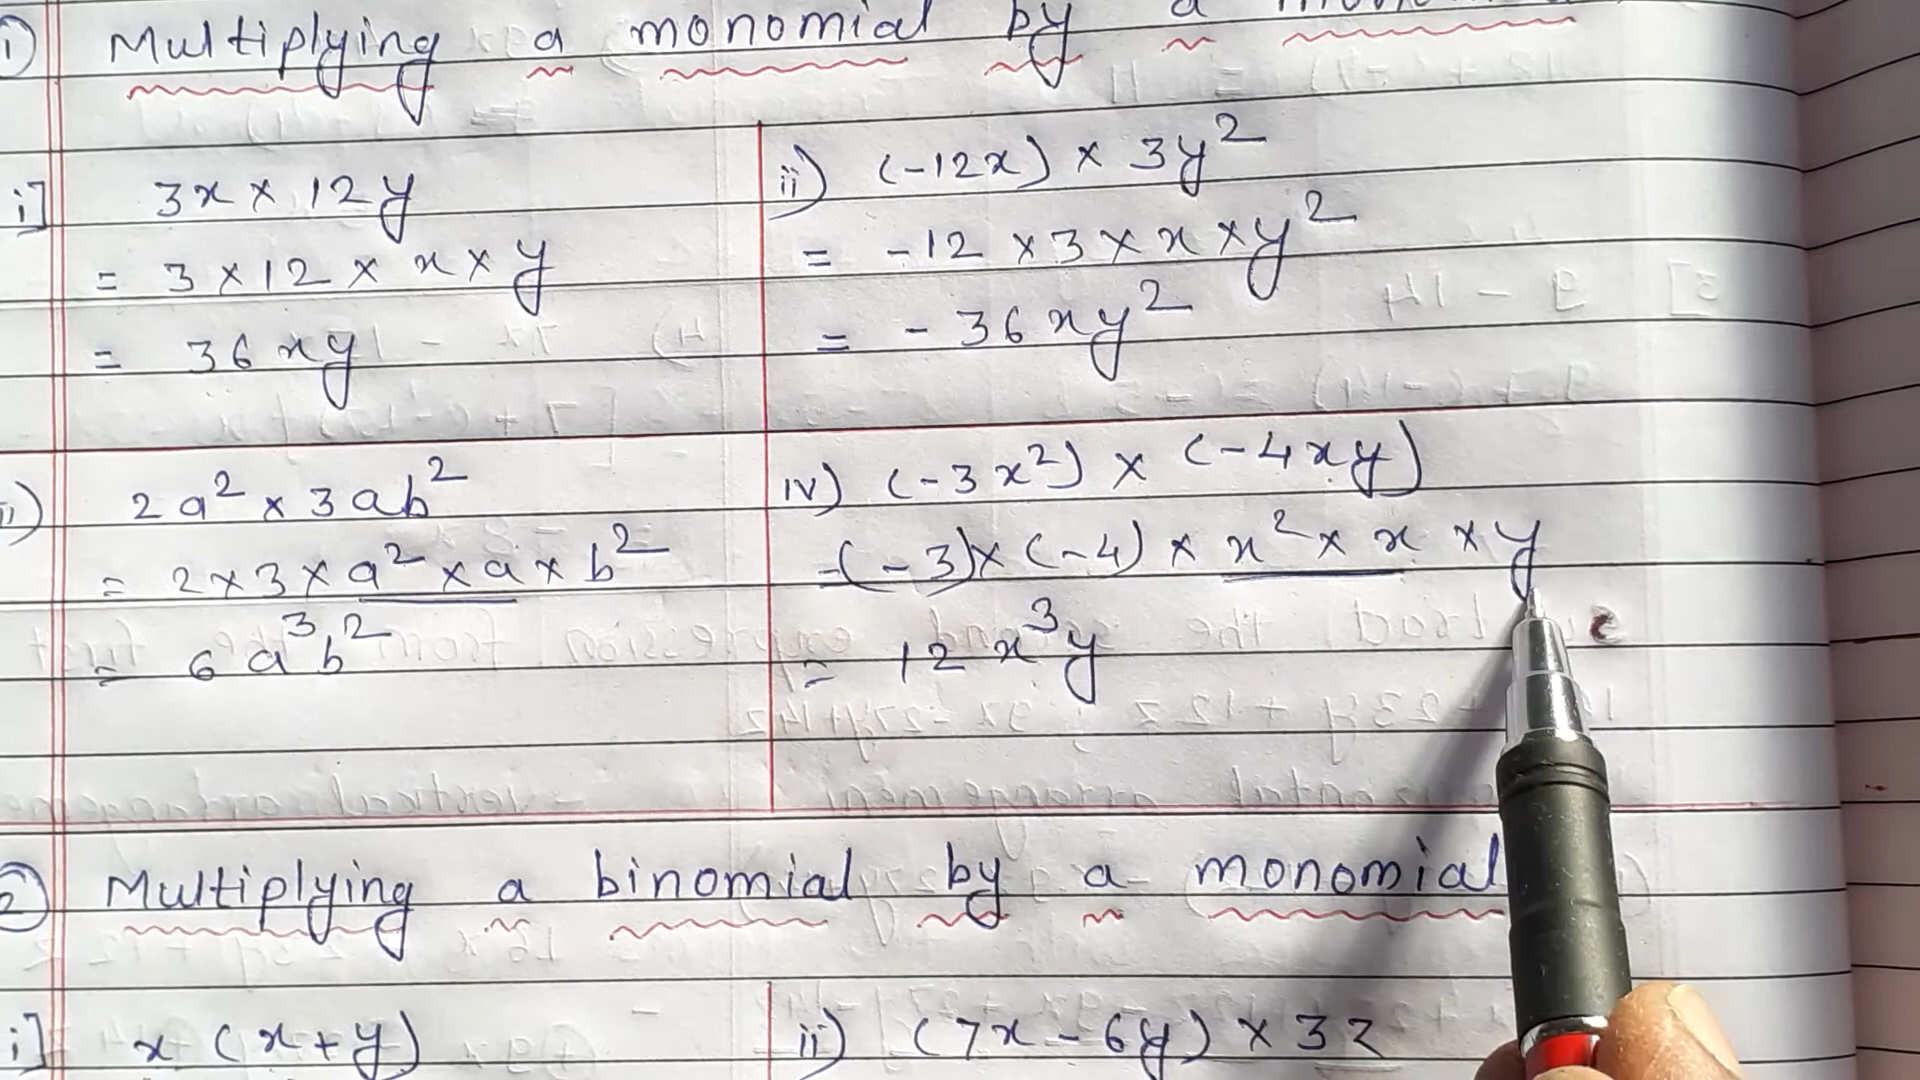 1) Multiplying a monomial by a
i] 3x × 12y
= 3 × 12 × x × y
= 36xy
ii) (-12x) × 3y²
= -12 × 3 × x × y²
= -36xy²
2a² × 3ab²
= 2 × 3 × a² × a × b²
= 6a³b²
iv) (-3x²) × (-4xy)
= (-3) × (-4) × x² × x × y
= 12x³y
2 Multiplying a binomial by a monomial
i] x (x+y)
ii) (7x - 6y) × 3z